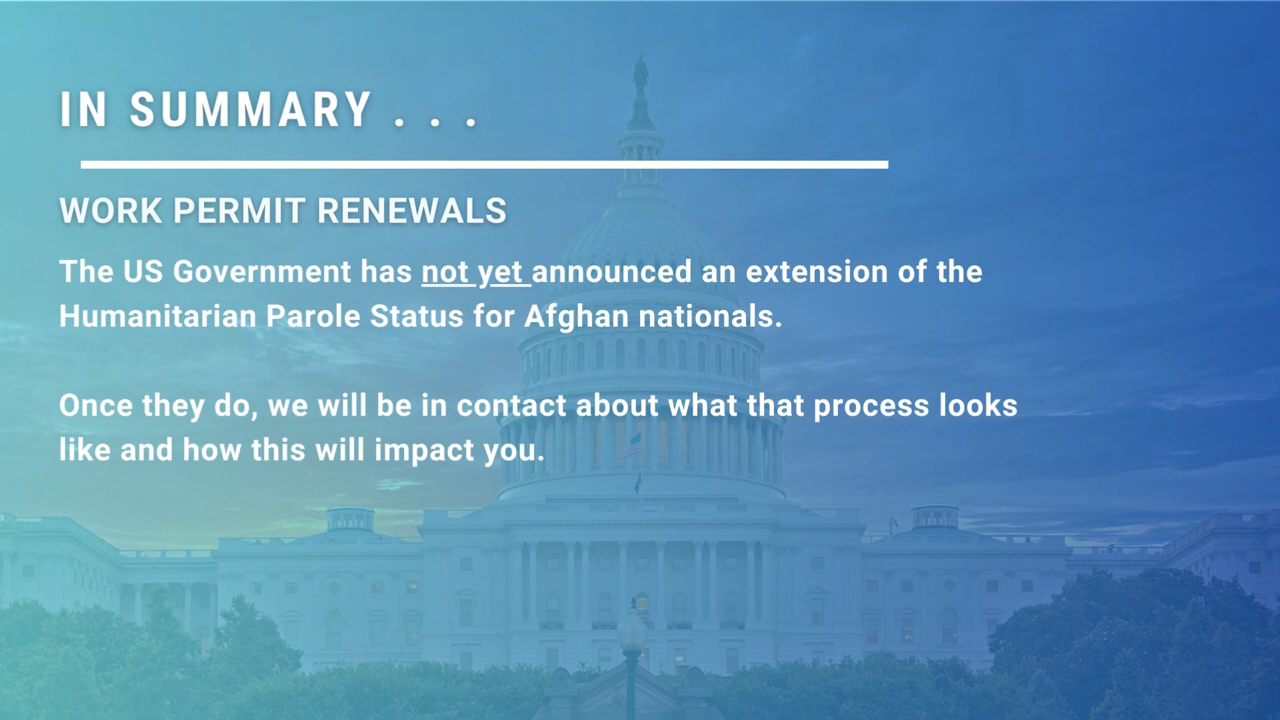 IN SUMMARY . . .
WORK PERMIT RENEWALS
The US Government has not yet announced an extension of the
Humanitarian Parole Status for Afghan nationals.
Once they do, we will be in contact about what that process looks
like and how this will impact you.